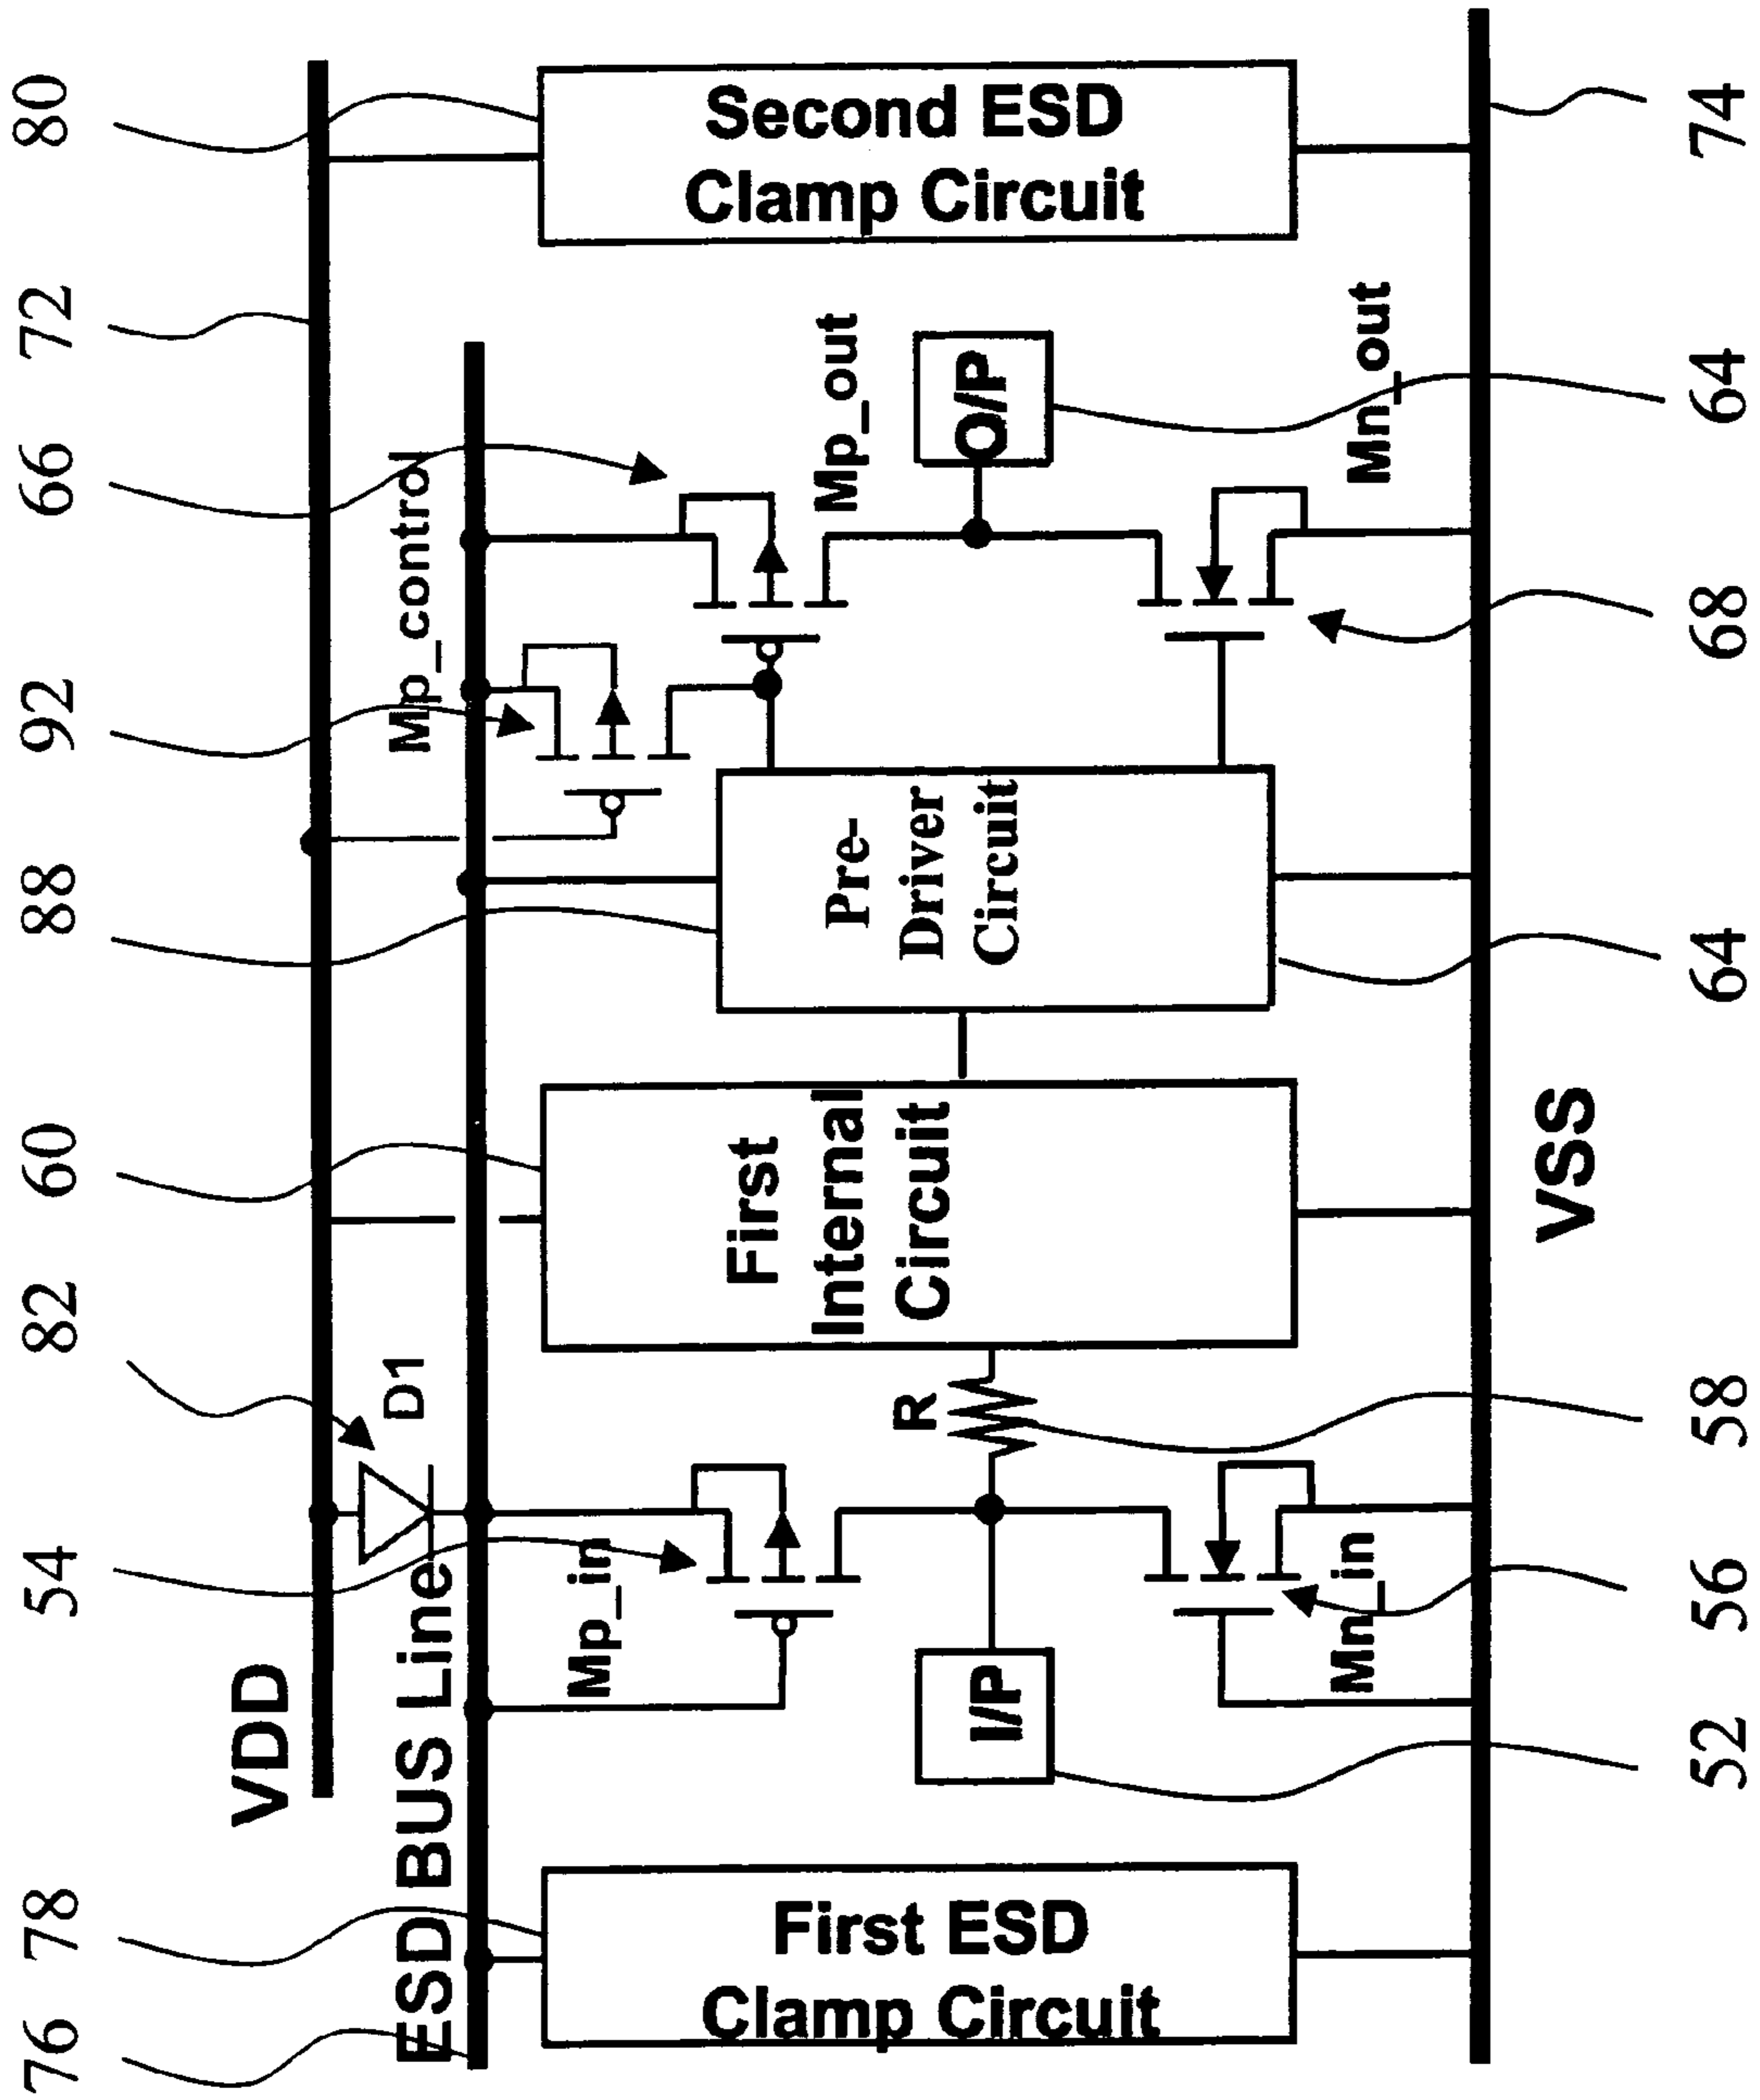 76 78 54 82 60 88 92 66 72 80
VDD
ESD BUS Line
D1
Mp_control
First ESD
Clamp Circuit
Mp_in
I/P
Mn_in
R
First
Internal
Circuit
Pre-
Driver
Circuit
Mp_out
O/P
Mn_out
Second ESD
Clamp Circuit
VSS
52 56 58 64 68 64 74